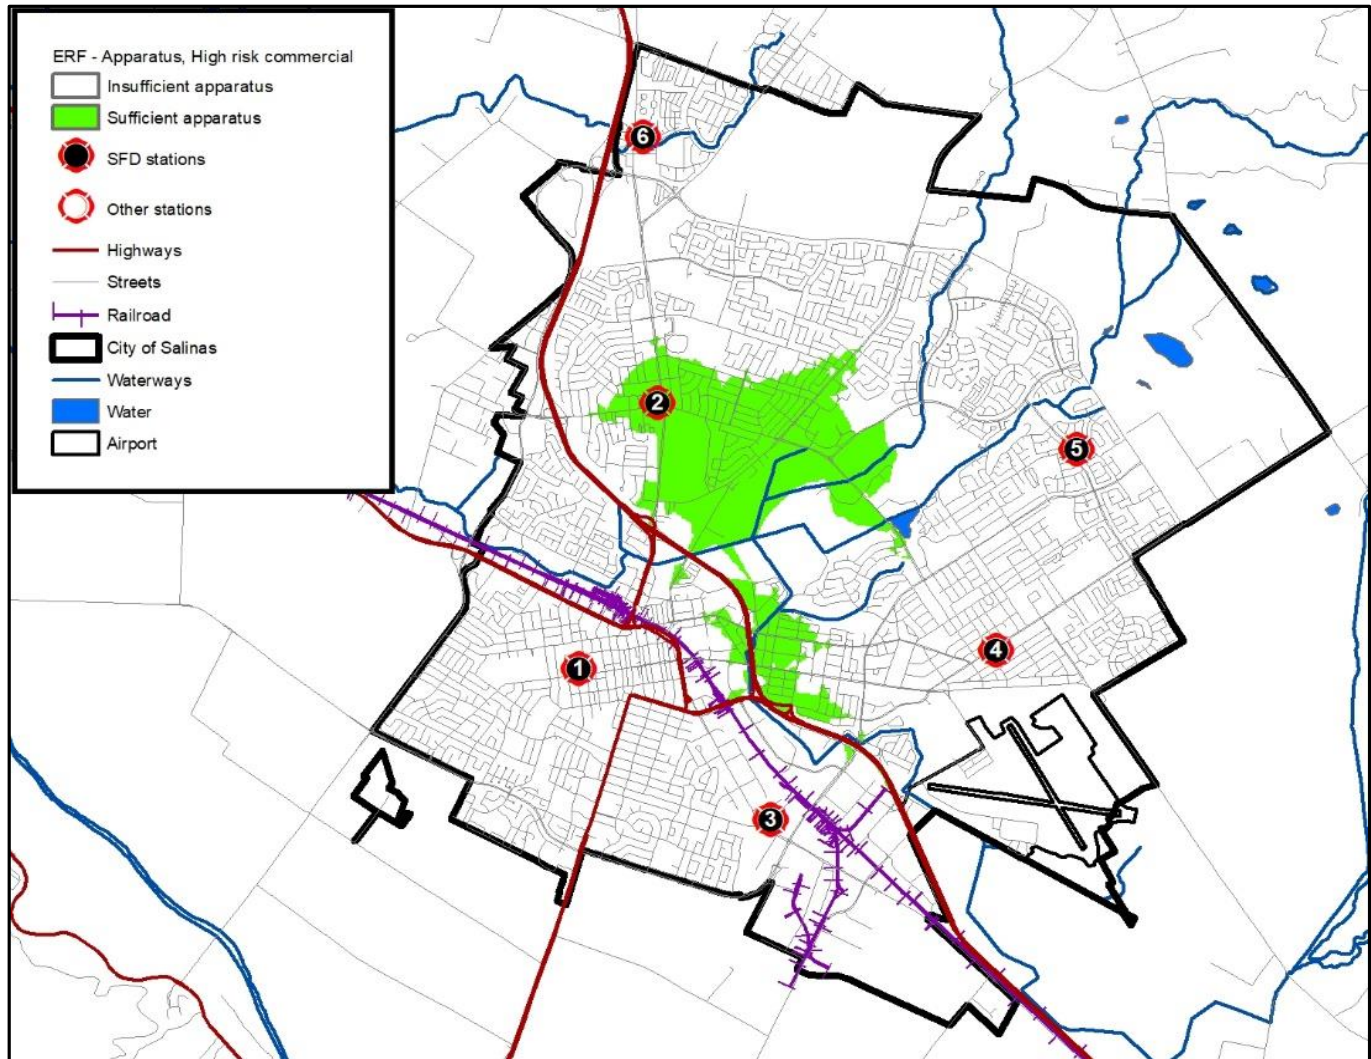 ERF - Apparatus, High risk commercial
Insufficient apparatus
Sufficient apparatus
SFD stations
Other stations
Highways
Streets
Railroad
City of Salinas
Waterways
Water
Airport
6
2
5
4
1
3